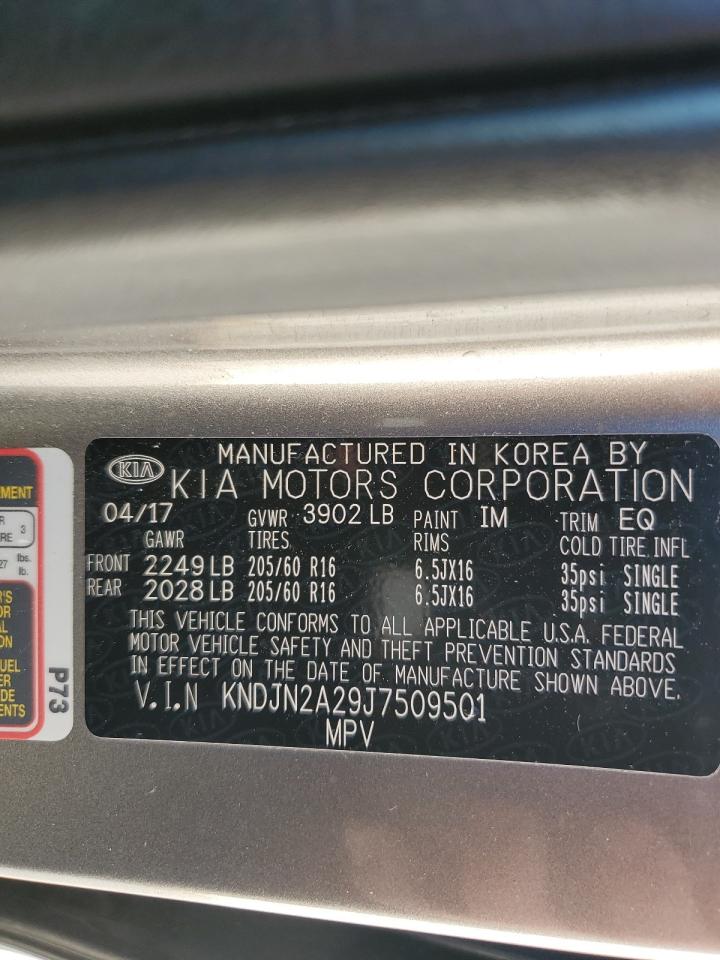 MANUFACTURED IN KOREA BY
KIA KIA MOTORS CORPORATION
04/17 GVWR 3902 LB PAINT IM TRIM EQ
GAWR TIRES RIMS COLD TIRE INFL
FRONT 2249 LB 205/60 R16 6.5JX16 35psi SINGLE
REAR 2028 LB 205/60 R16 6.5JX16 35psi SINGLE
THIS VEHICLE CONFORMS TO ALL APPLICABLE U.S.A. FEDERAL
MOTOR VEHICLE SAFETY AND THEFT PREVENTION STANDARDS
IN EFFECT ON THE DATE OF MANUFACTURE SHOWN ABOVE.
V.I.N KNDJN2A29J7509501
MPV
3
lbs.
lb.
P73